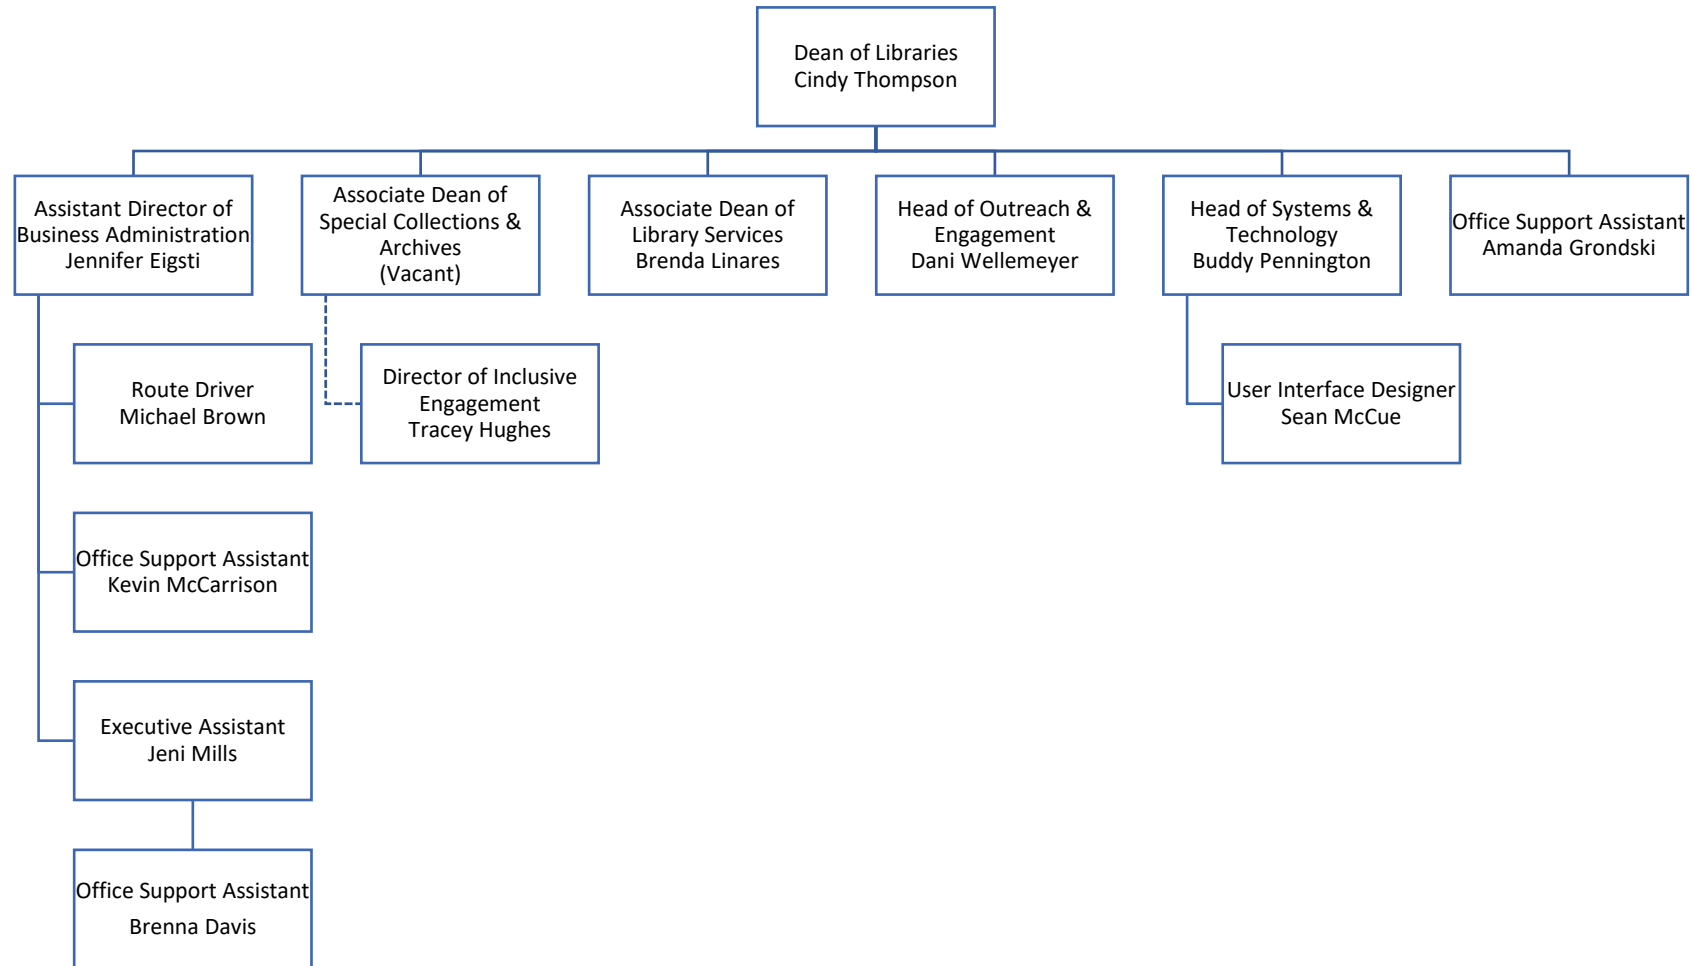 Dean of Libraries
Cindy Thompson
Assistant Director of
Business Administration
Jennifer Eigsti
Associate Dean of
Special Collections &
Archives
(Vacant)
Associate Dean of
Library Services
Brenda Linares
Head of Outreach &
Engagement
Dani Wellemeyer
Head of Systems &
Technology
Buddy Pennington
Office Support Assistant
Amanda Grondski
Route Driver
Michael Brown
Director of Inclusive
Engagement
Tracey Hughes
User Interface Designer
Sean McCue
Office Support Assistant
Kevin McCarrison
Executive Assistant
Jeni Mills
Office Support Assistant
Brenna Davis